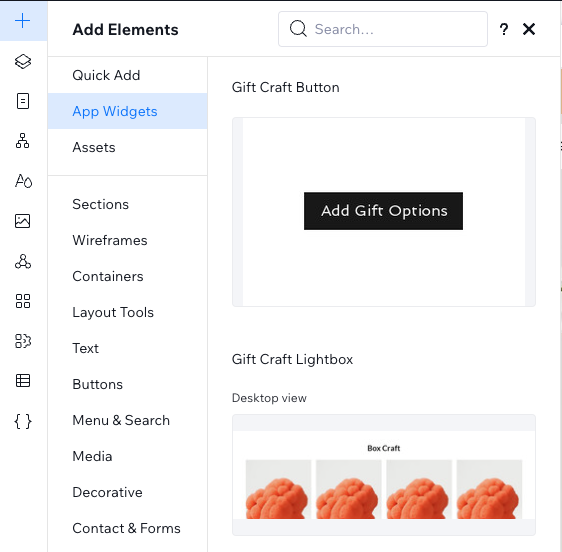 Add Elements
Search...
?
Quick Add
App Widgets
Assets
Sections
Wireframes
Containers
Layout Tools
Text
Buttons
Menu & Search
Media
Decorative
Contact & Forms
Gift Craft Button
Add Gift Options
Gift Craft Lightbox
Desktop view
Box Craft